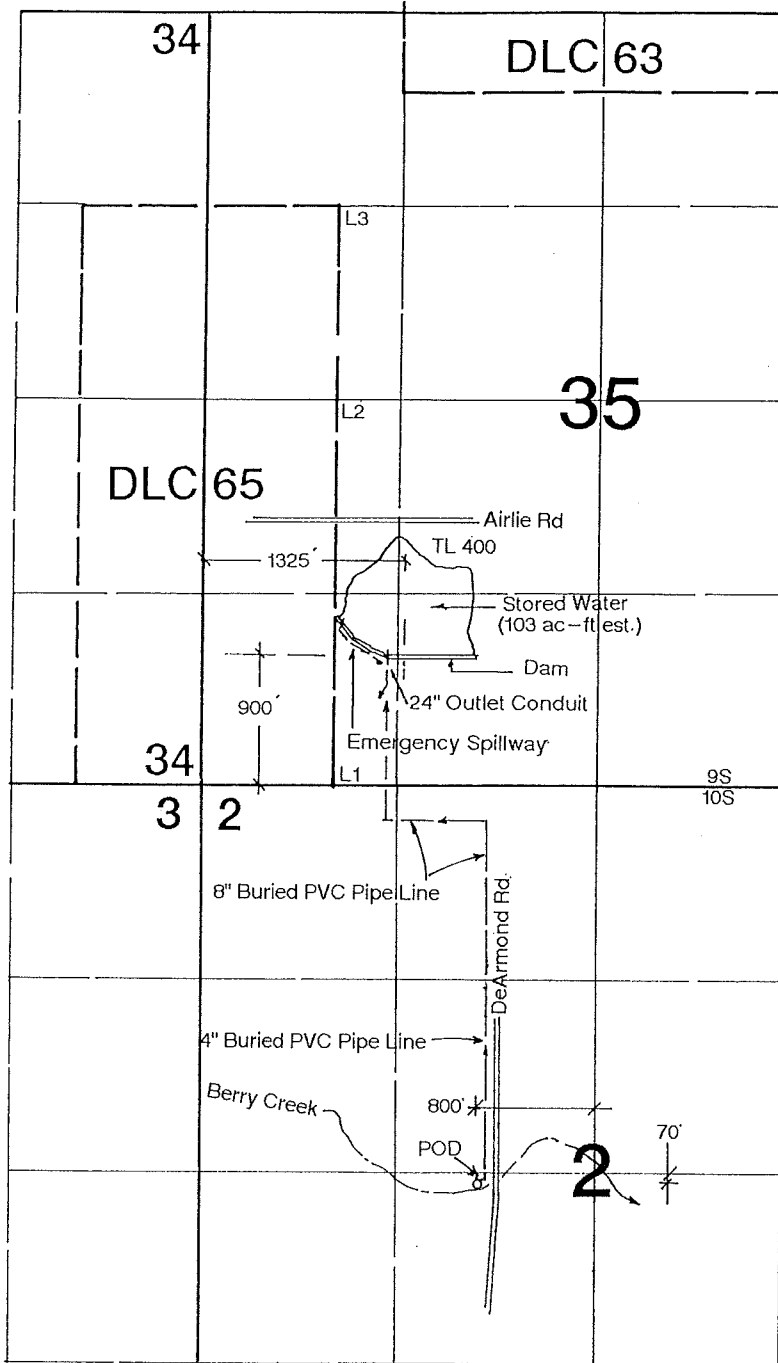 34
DLC 63
L3
L2
35
DLC 65
Airlie Rd
TL 400
1325'
Stored Water
(103 ac-ft est.)
Dam
900'
24" Outlet Conduit
Emergency Spillway
34
L1
9S
10S
3
2
8" Buried PVC Pipe Line
DeArmond Rd.
4" Buried PVC Pipe Line
Berry Creek
800'
POD
70'
2